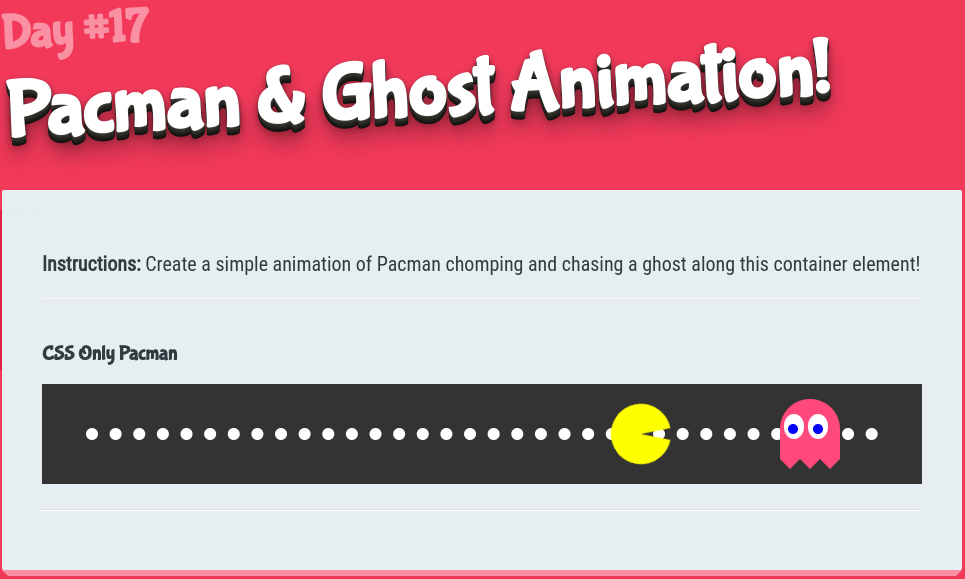 Day #17
Pacman & Ghost Animation!
Instructions: Create a simple animation of Pacman chomping and chasing a ghost along this container element!
CSS Only Pacman